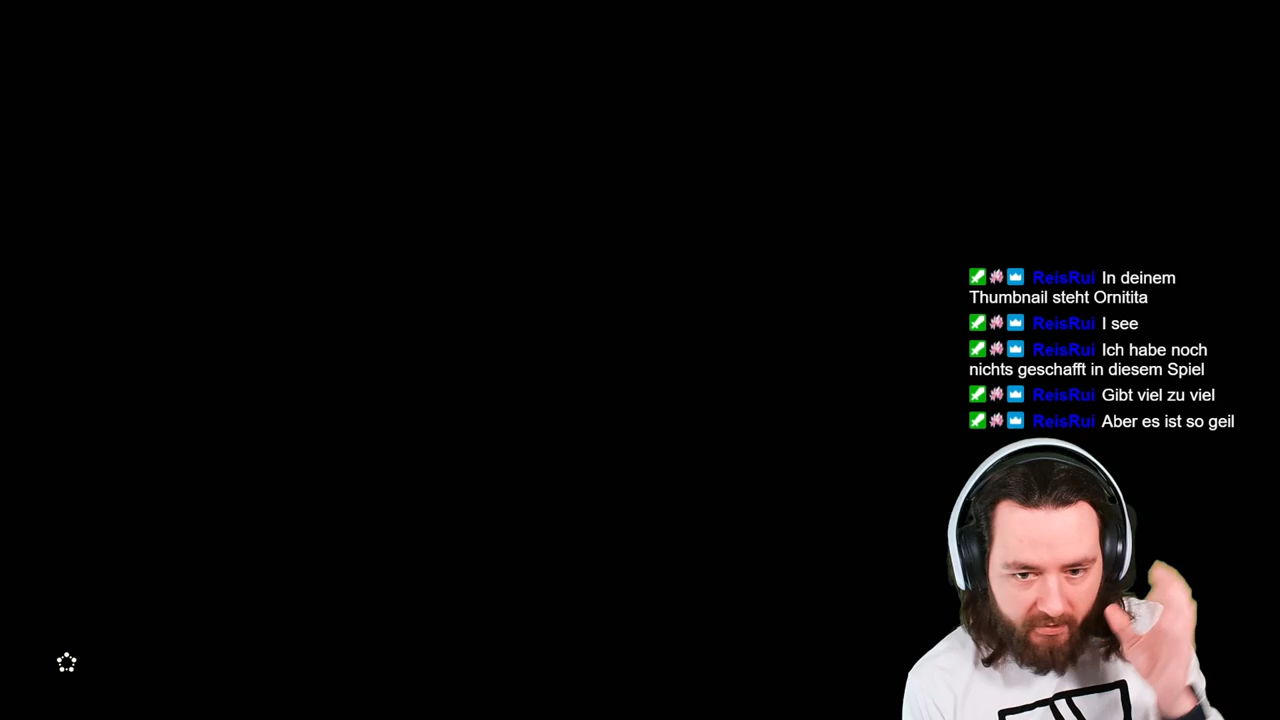 ReisRui In deinem
Thumbnail steht Ornitita
ReisRui I see
ReisRui Ich habe noch
nichts geschafft in diesem Spiel
ReisRui Gibt viel zu viel
ReisRui Aber es ist so geil